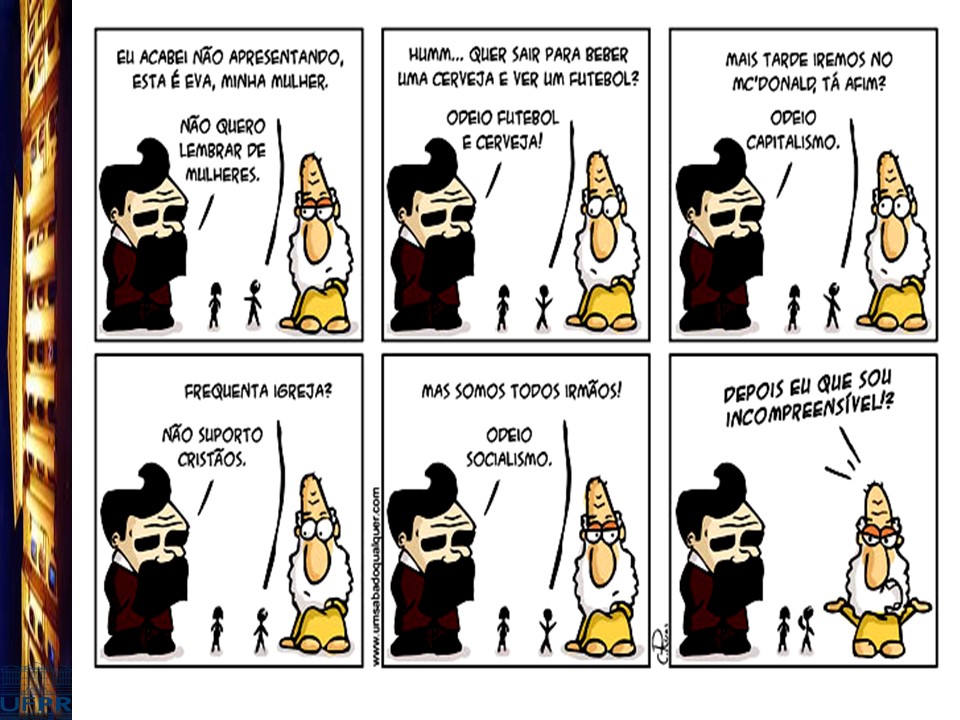 EU ACABEI NÃO APRESENTANDO,
ESTA É EVA, MINHA MULHER.
NÃO QUERO
LEMBRAR DE
MULHERES.
HUMM... QUER SAIR PARA BEBER
UMA CERVEJA E VER UM FUTEBOL?
ODEIO FUTEBOL
E CERVEJA!
MAIS TARDE IREMOS NO
MC'DONALD, TÁ AFIM?
ODEIO
CAPITALISMO.
FREQUENTA IGREJA?
NÃO SUPORTO
CRISTÃOS.
www.umsabadoqualquer.com
MAS SOMOS TODOS IRMÃOS!
ODEIO
SOCIALISMO.
DEPOIS EU QUE SOU
INCOMPREENSÍVEL!?
UFPR